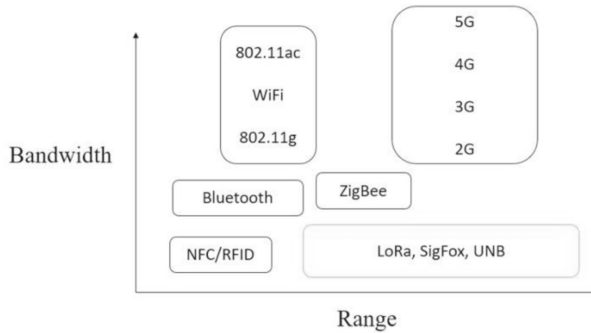 5G
802.11ac
4G
WiFi
3G
802.11g
2G
Bandwidth
Bluetooth
ZigBee
NFC/RFID
LoRa, SigFox, UNB
Range